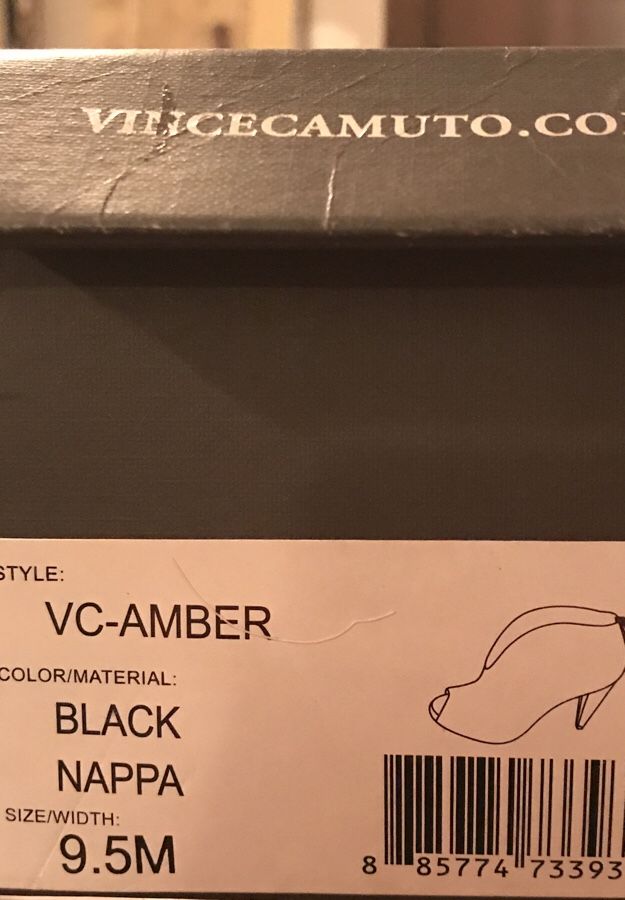 VINCECAMUTO.CO
STYLE:
VC-AMBER
COLOR/MATERIAL:
BLACK
NAPPA
SIZE/WIDTH:
9.5M
8 85774 73393